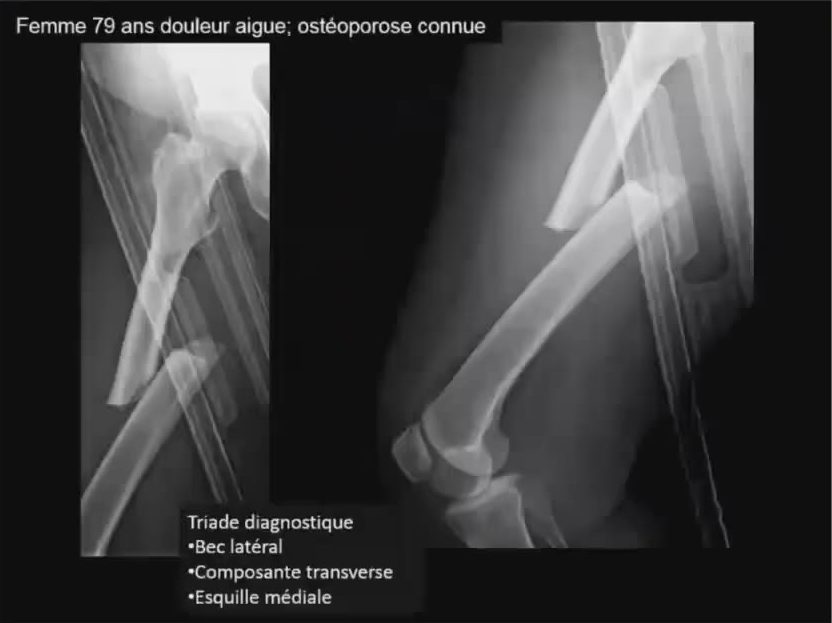 Femme 79 ans douleur aigue; ostéoporose connue
Triade diagnostique
•Bec latéral
•Composante transverse
•Esquille médiale